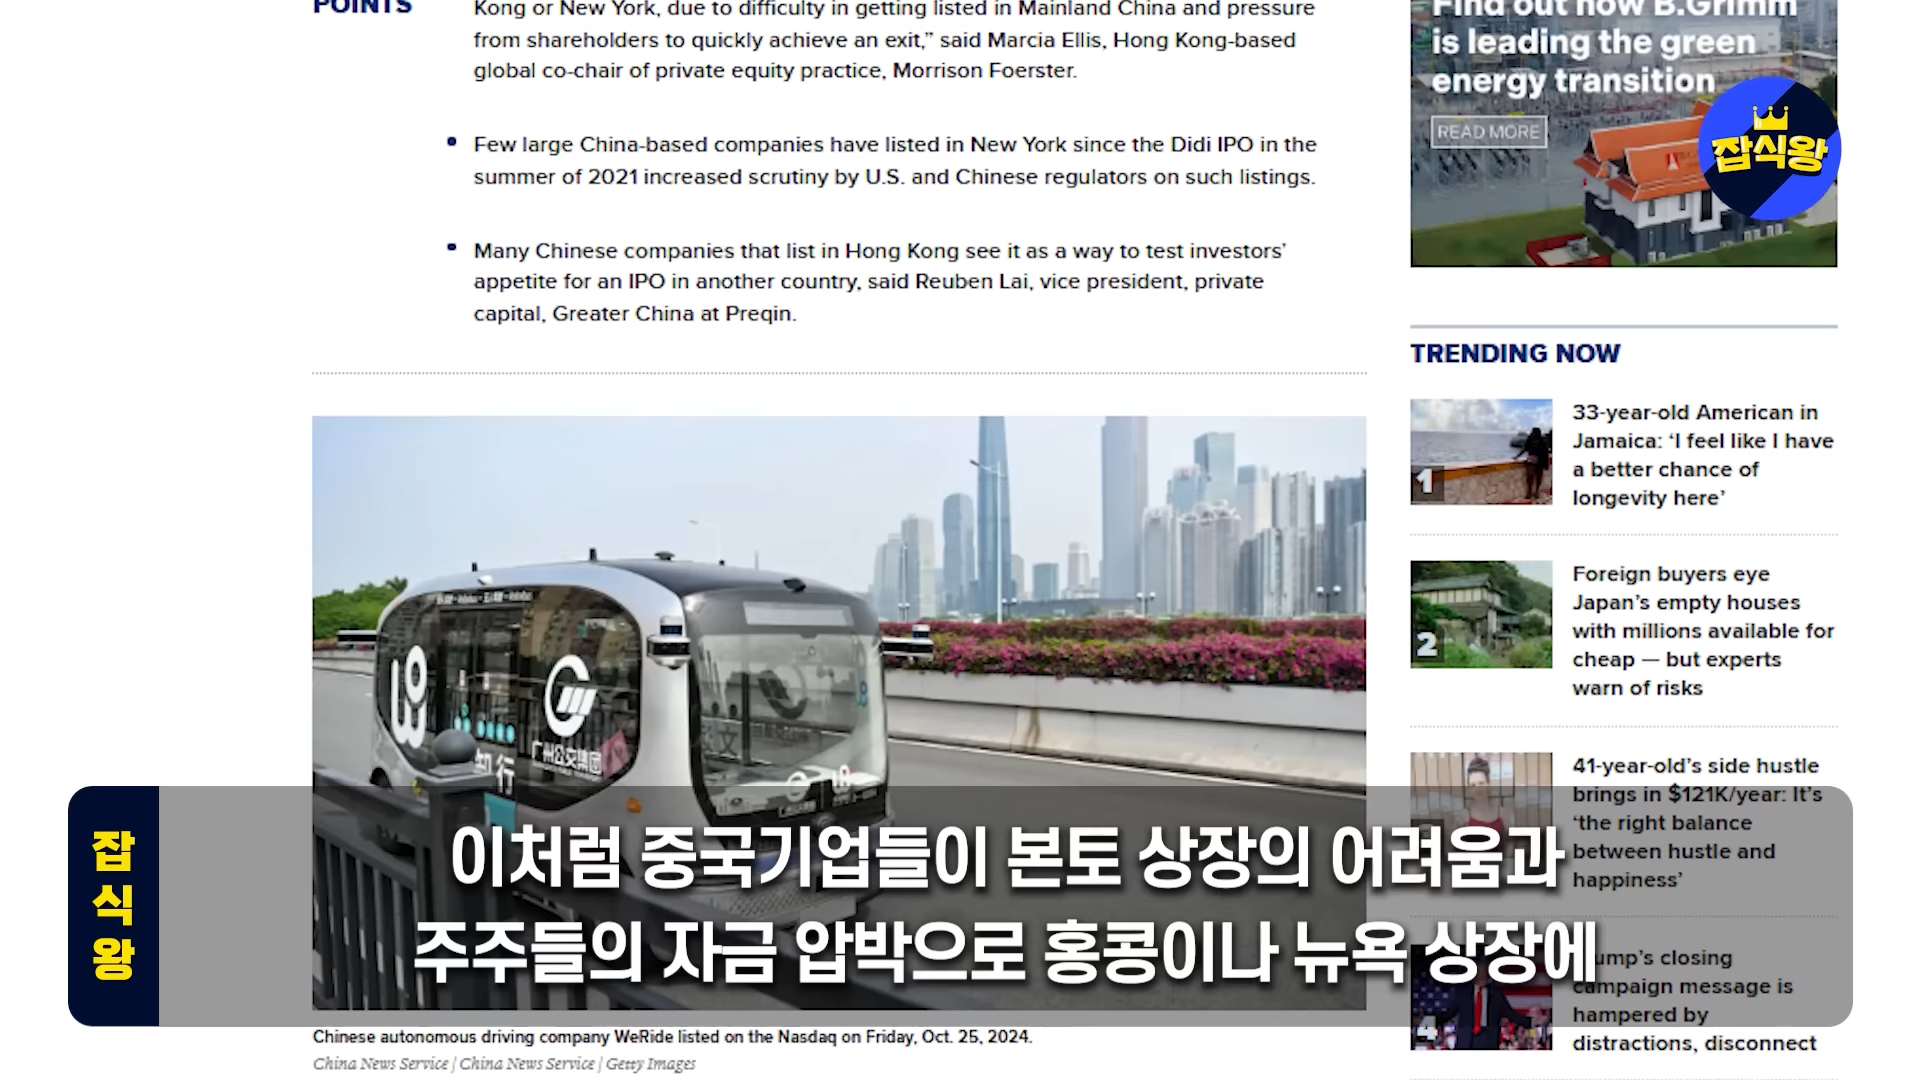 POINTS
Kong or New York, due to difficulty in getting listed in Mainland China and pressure
from shareholders to quickly achieve an exit,” said Marcia Ellis, Hong Kong-based
global co-chair of private equity practice, Morrison Foerster.
Few large China-based companies have listed in New York since the Didi IPO in the
summer of 2021 increased scrutiny by U.S. and Chinese regulators on such listings.
Many Chinese companies that list in Hong Kong see it as a way to test investors’
appetite for an IPO in another country, said Reuben Lai, vice president, private
capital, Greater China at Preqin.
Find out how B.Grimm
is leading the green
energy transition
READ MORE
잡식왕
TRENDING NOW
1
33-year-old American in
Jamaica: ‘I feel like I have
a better chance of
longevity here’
2
Foreign buyers eye
Japan’s empty houses
with millions available for
cheap — but experts
warn of risks
41-year-old’s side hustle
brings in $121K/year: It’s
‘the right balance
between hustle and
happiness’
4
ump’s closing
campaign message is
hampered by
distractions, disconnect
广州公交集团
知行
잡식왕
이처럼 중국기업들이 본토 상장의 어려움과
주주들의 자금 압박으로 홍콩이나 뉴욕 상장에
Chinese autonomous driving company WeRide listed on the Nasdaq on Friday, Oct. 25, 2024.
China News Service | China News Service | Getty Images